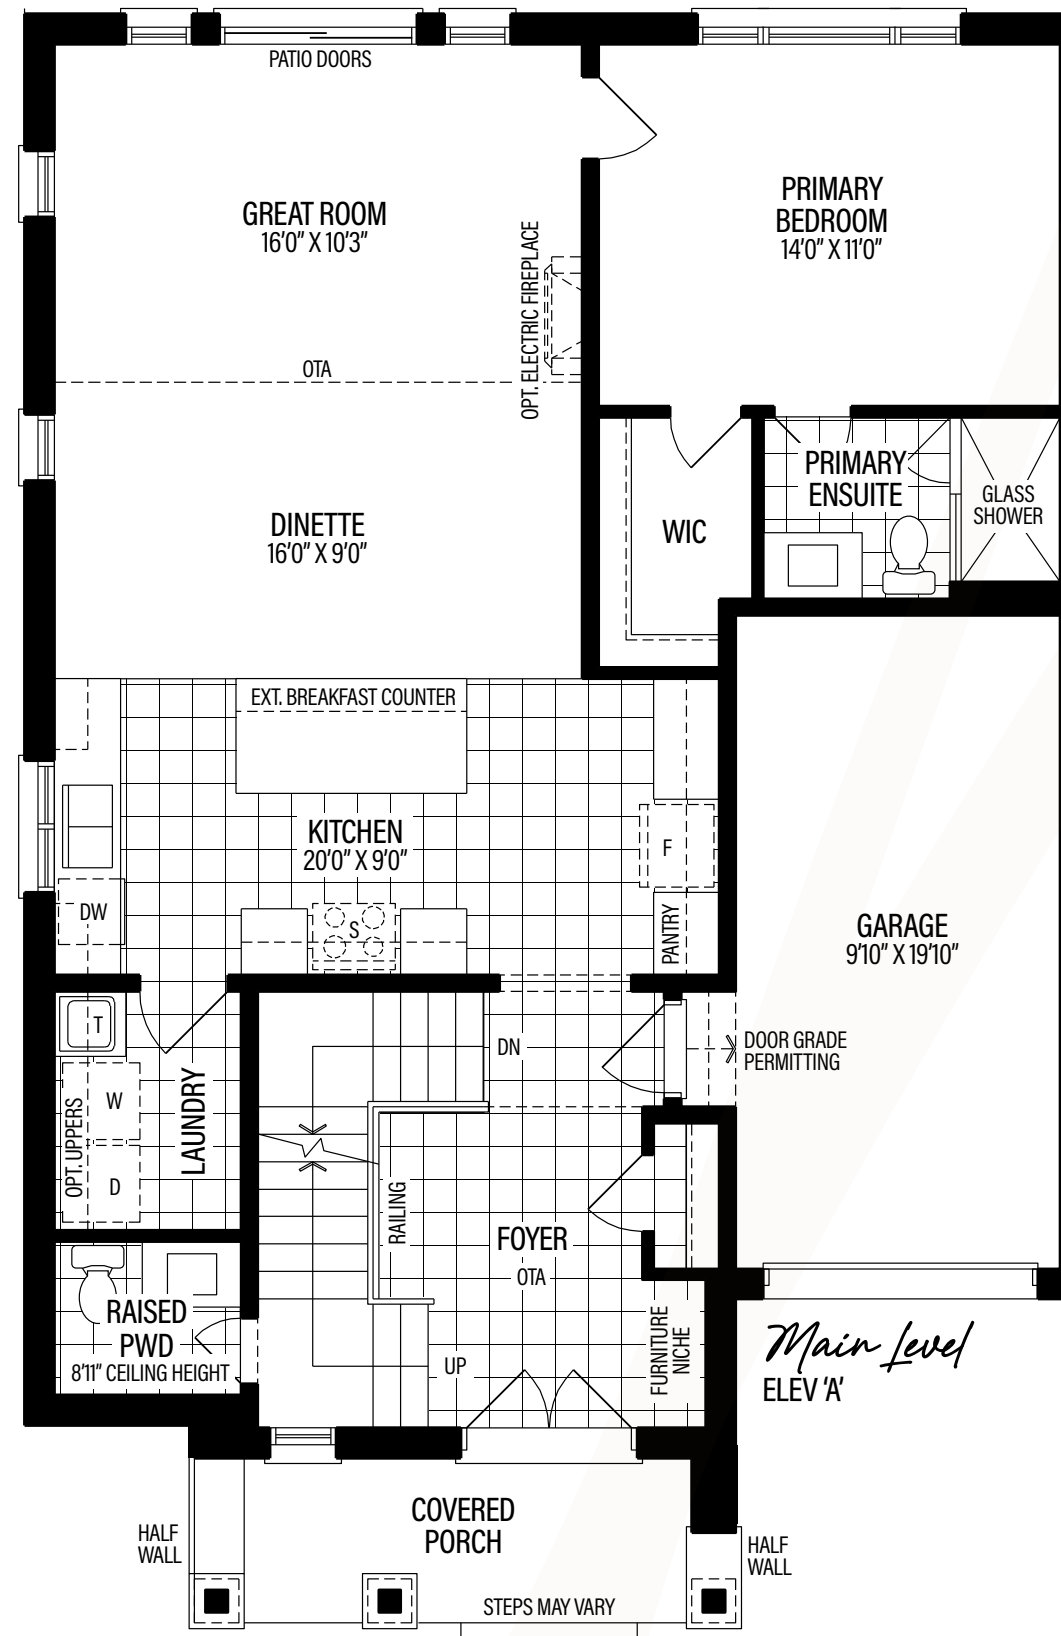 PATIO DOORS
GREAT ROOM
16'0" X 10'3"
PRIMARY
BEDROOM
14'0" X 11'0"
OPT. ELECTRIC FIREPLACE
OTA
DINETTE
16'0" X 9'0"
WIC
PRIMARY
ENSUITE
GLASS
SHOWER
EXT. BREAKFAST COUNTER
KITCHEN
20'0" X 9'0"
F
DW
S
PANTRY
GARAGE
9'10" X 19'10"
T
W
D
OPT. UPPERS
LAUNDRY
DN
DOOR GRADE
PERMITTING
RAILING
FOYER
OTA
RAISED
PWD
8'11" CEILING HEIGHT
UP
FURNITURE
NICHE
Main Level
ELEV 'A'
COVERED
PORCH
HALF
WALL
HALF
WALL
STEPS MAY VARY